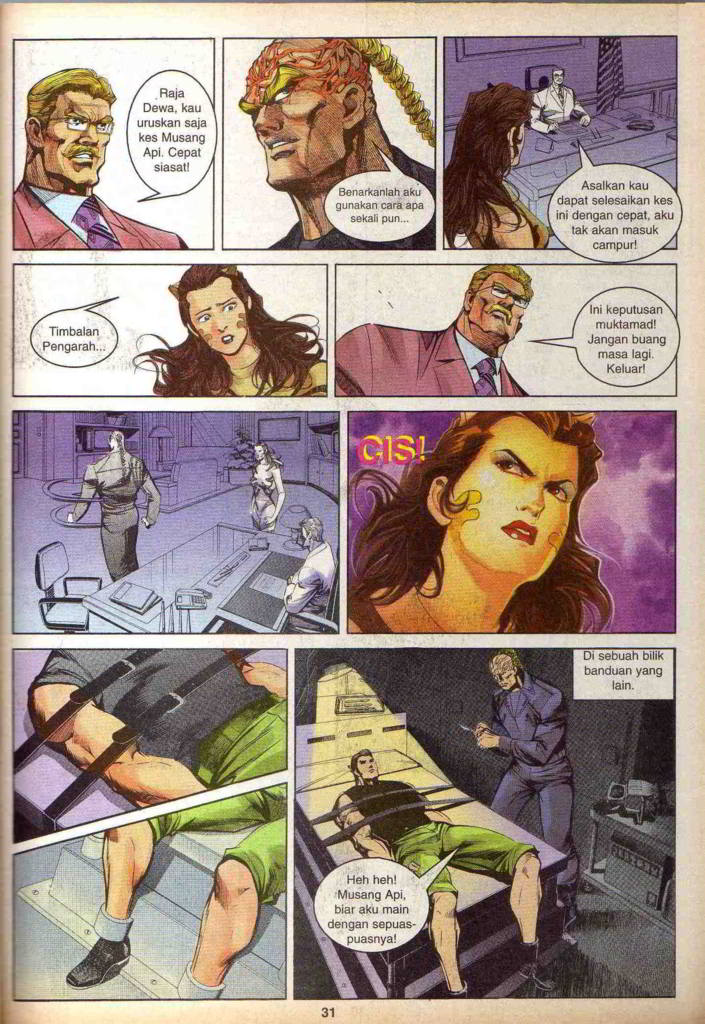 Raja
Dewa, kau
uruskan saja
kes Musang
Api. Cepat
siasat!
Benarkanlah aku
gunakan cara apa
sekali pun...
Asalkan kau
dapat selesaikan kes
ini dengan cepat, aku
tak akan masuk
campur!
Timbalan
Pengarah...
Ini keputusan
muktamad!
Jangan buang
masa lagi.
Keluar!
GIS!
Di sebuah bilik
banduan yang
lain.
Heh heh!
Musang Api,
biar aku main
dengan sepuas-
puasnya!
31